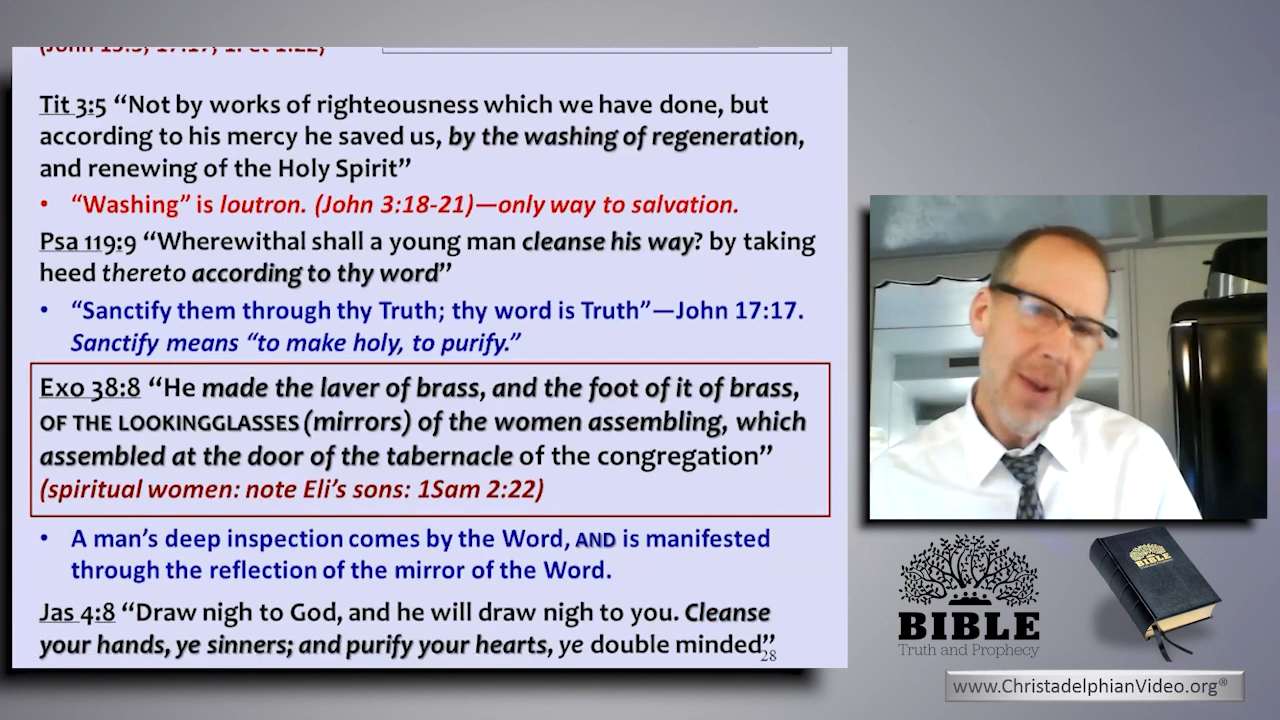 (John 15:3; 17:17; 1Pet 1:22)
Tit 3:5 “Not by works of righteousness which we have done, but
according to his mercy he saved us, by the washing of regeneration,
and renewing of the Holy Spirit”
• “Washing” is loutron. (John 3:18-21)—only way to salvation.
Psa 119:9 “Wherewithal shall a young man cleanse his way? by taking
heed thereto according to thy word”
• “Sanctify them through thy Truth; thy word is Truth”—John 17:17.
Sanctify means “to make holy, to purify.”
Exo 38:8 “He made the laver of brass, and the foot of it of brass,
OF THE LOOKINGGLASSES (mirrors) of the women assembling, which
assembled at the door of the tabernacle of the congregation”
(spiritual women: note Eli’s sons: 1Sam 2:22)
• A man’s deep inspection comes by the Word, AND is manifested
through the reflection of the mirror of the Word.
Jas 4:8 “Draw nigh to God, and he will draw nigh to you. Cleanse
your hands, ye sinners; and purify your hearts, ye double minded”
28
BIBLE
Truth and Prophecy
BIBLE
www.ChristadelphianVideo.org®